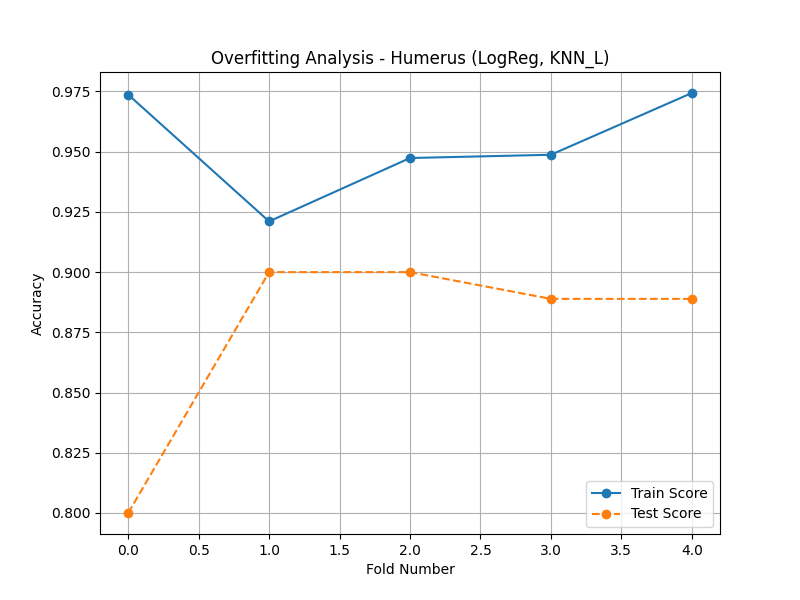 Overfitting Analysis - Humerus (LogReg, KNN_L)
0.975
0.950
0.925
0.900
0.875
0.850
0.825
0.800
Accuracy
0.0 0.5 1.0 1.5 2.0 2.5 3.0 3.5 4.0
Fold Number
Train Score
Test Score